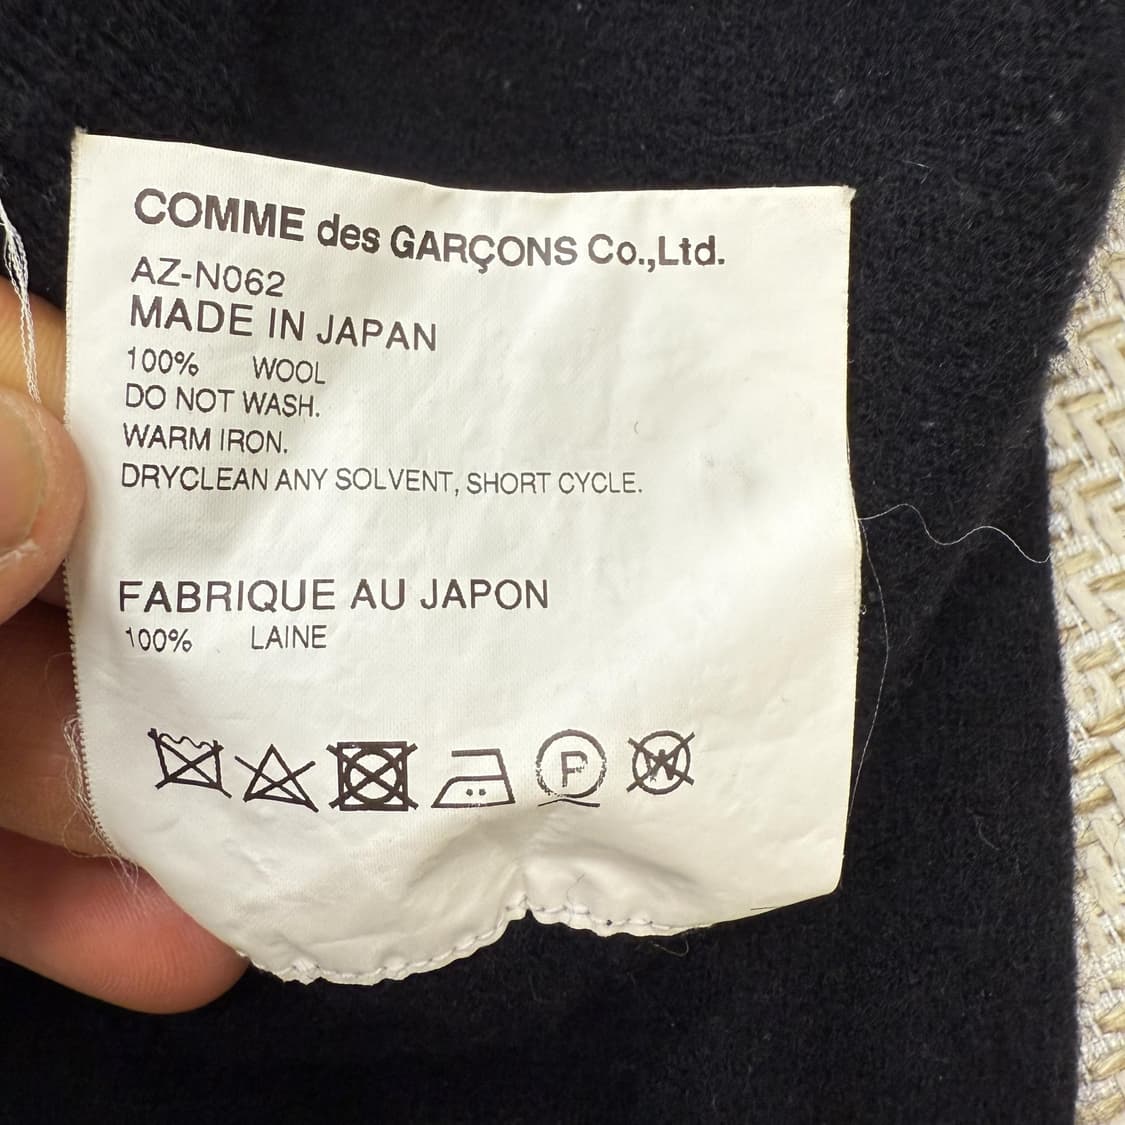 COMME des GARÇONS Co.,Ltd.
AZ-N062
MADE IN JAPAN
100% WOOL
DO NOT WASH.
WARM IRON.
DRYCLEAN ANY SOLVENT, SHORT CYCLE.
FABRIQUE AU JAPON
100% LAINE
P W